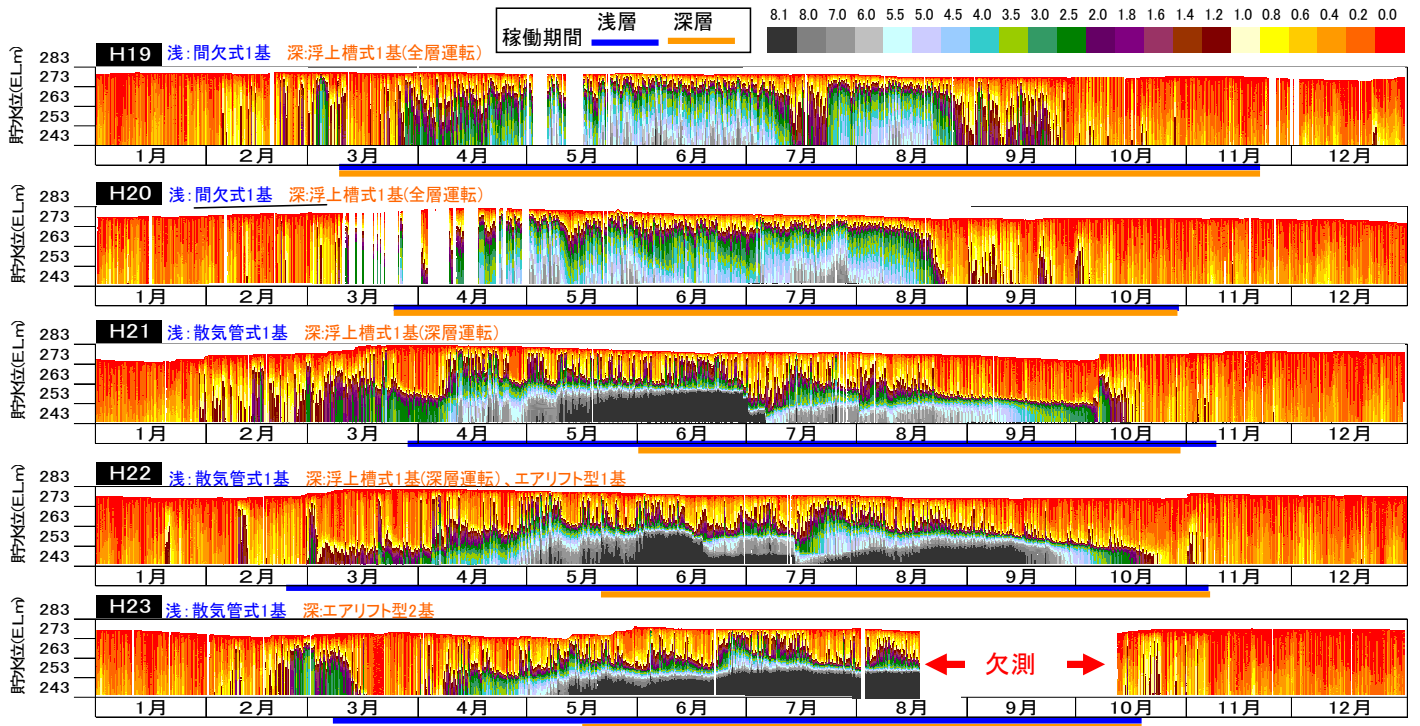 浅層 深層
稼働期間
8.1 8.0 7.0 6.0 5.5 5.0 4.5 4.0 3.5 3.0 2.5 2.0 1.8 1.6 1.4 1.2 1.0 0.8 0.6 0.4 0.2 0.0
H19 浅:間欠式1基 深:浮上槽式1基(全層運転)
貯水位(E.L.m)
283
273
263
253
243
1月 2月 3月 4月 5月 6月 7月 8月 9月 10月 11月 12月
H20 浅:間欠式1基 深:浮上槽式1基(全層運転)
貯水位(E.L.m)
283
273
263
253
243
1月 2月 3月 4月 5月 6月 7月 8月 9月 10月 11月 12月
H21 浅:散気管式1基 深:浮上槽式1基(深層運転)
貯水位(E.L.m)
283
273
263
253
243
1月 2月 3月 4月 5月 6月 7月 8月 9月 10月 11月 12月
H22 浅:散気管式1基 深:浮上槽式1基(深層運転)、エアリフト型1基
貯水位(E.L.m)
283
273
263
253
243
1月 2月 3月 4月 5月 6月 7月 8月 9月 10月 11月 12月
H23 浅:散気管式1基 深:エアリフト型2基
貯水位(E.L.m)
283
273
263
253
243
欠測
1月 2月 3月 4月 5月 6月 7月 8月 9月 10月 11月 12月